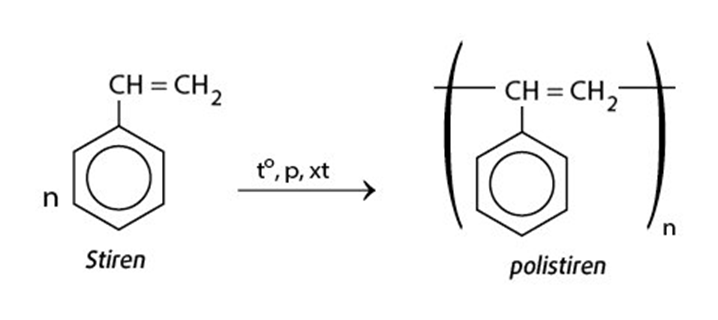 CH = CH₂
n
Stiren
t°, p, xt
CH = CH₂
n
polistiren